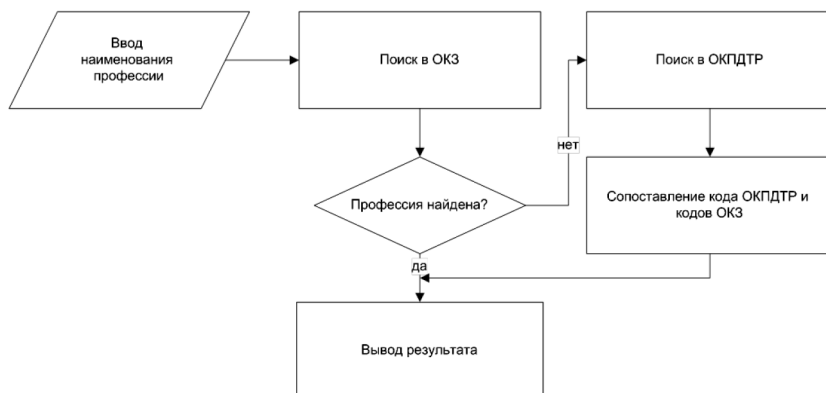 Ввод
наименования
профессии
Поиск в ОКЗ
Поиск в ОКПДТР
нет
Профессия найдена?
Сопоставление кода ОКПДТР и
кодов ОКЗ
да
Вывод результата